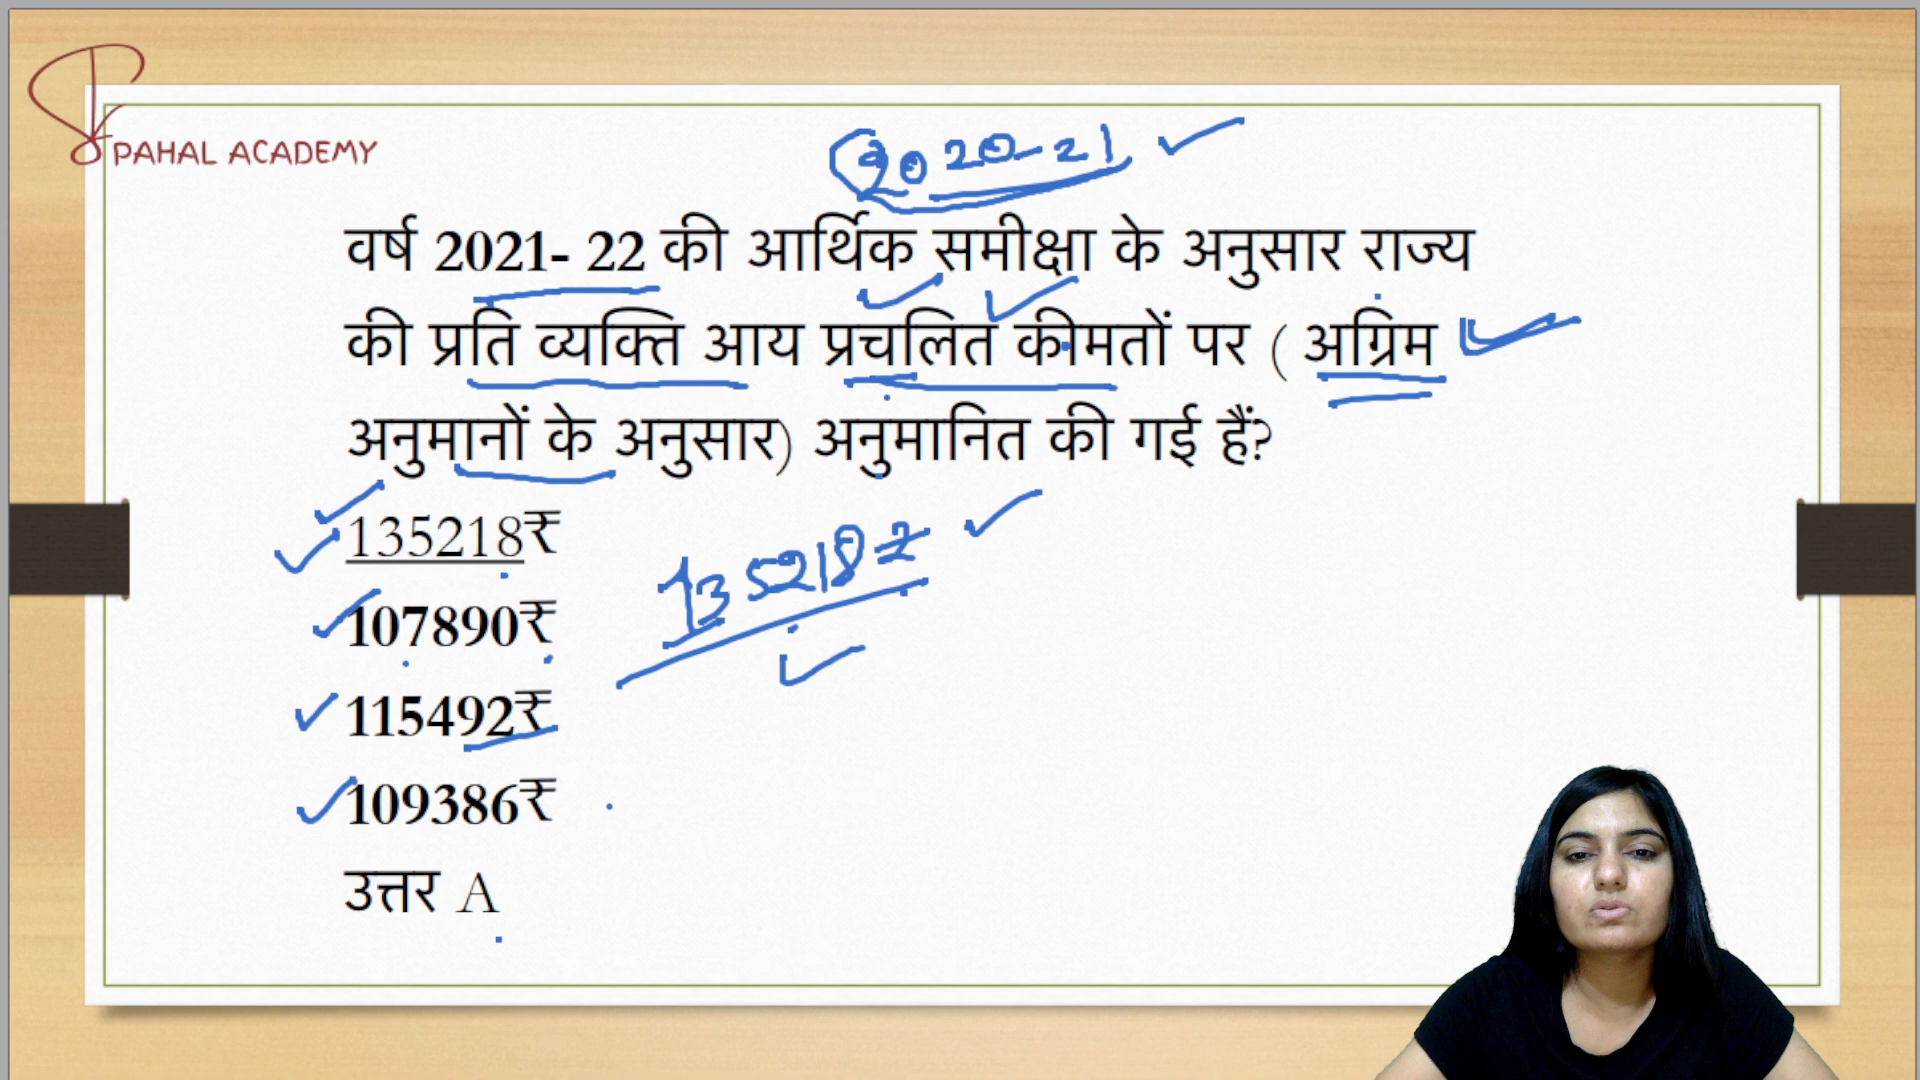 PAHAL ACADEMY
2020-21
वर्ष 2021- 22 की आर्थिक समीक्षा के अनुसार राज्य
की प्रति व्यक्ति आय प्रचलित कीमतों पर ( अग्रिम
अनुमानों के अनुसार) अनुमानित की गई हैं?
135218₹
135218₹
107890₹
115492₹
109386₹
उत्तर A